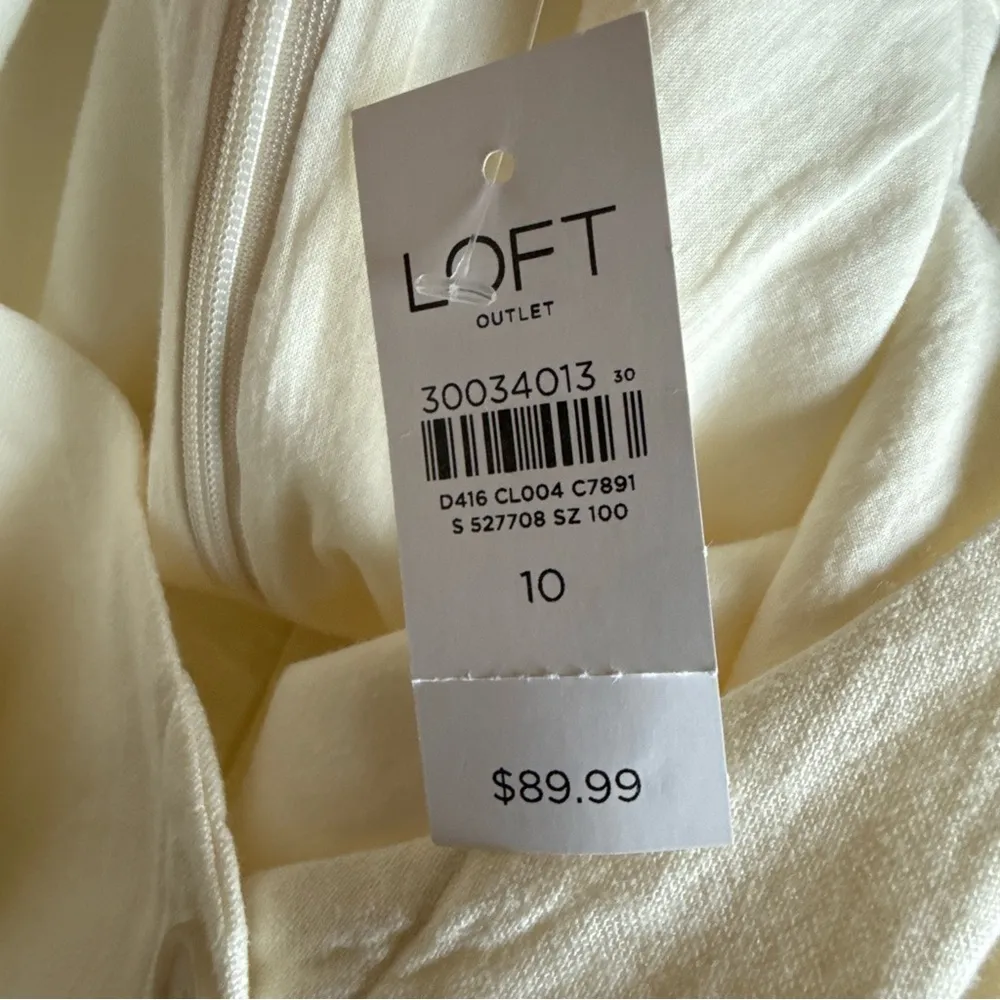 LOFT
OUTLET
30034013 30
D416 CL004 C7891
S 527708 SZ 100
10
$89.99